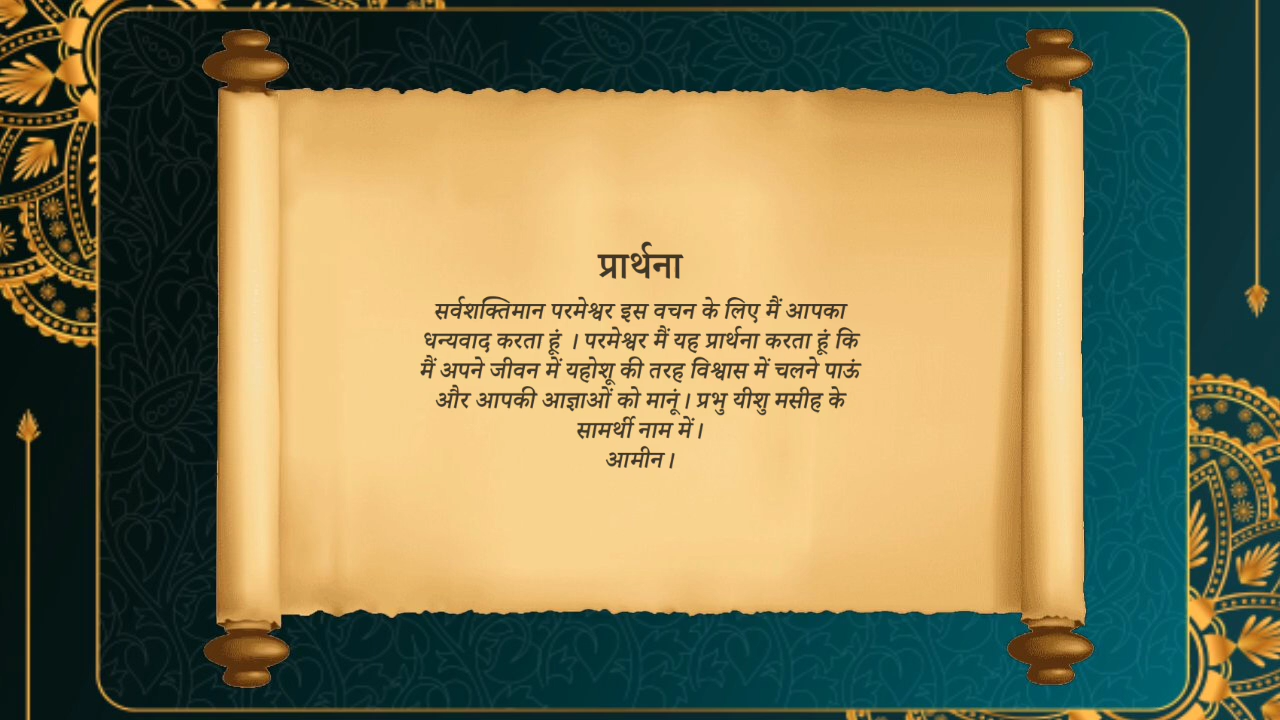 प्रार्थना
सर्वशक्तिमान परमेश्वर इस वचन के लिए मैं आपका
धन्यवाद करता हूं । परमेश्वर मैं यह प्रार्थना करता हूं कि
मैं अपने जीवन में यहोशू की तरह विश्वास में चलने पाऊं
और आपकी आज्ञाओं को मानूं। प्रभु यीशु मसीह के
सामर्थी नाम में।
आमीन।